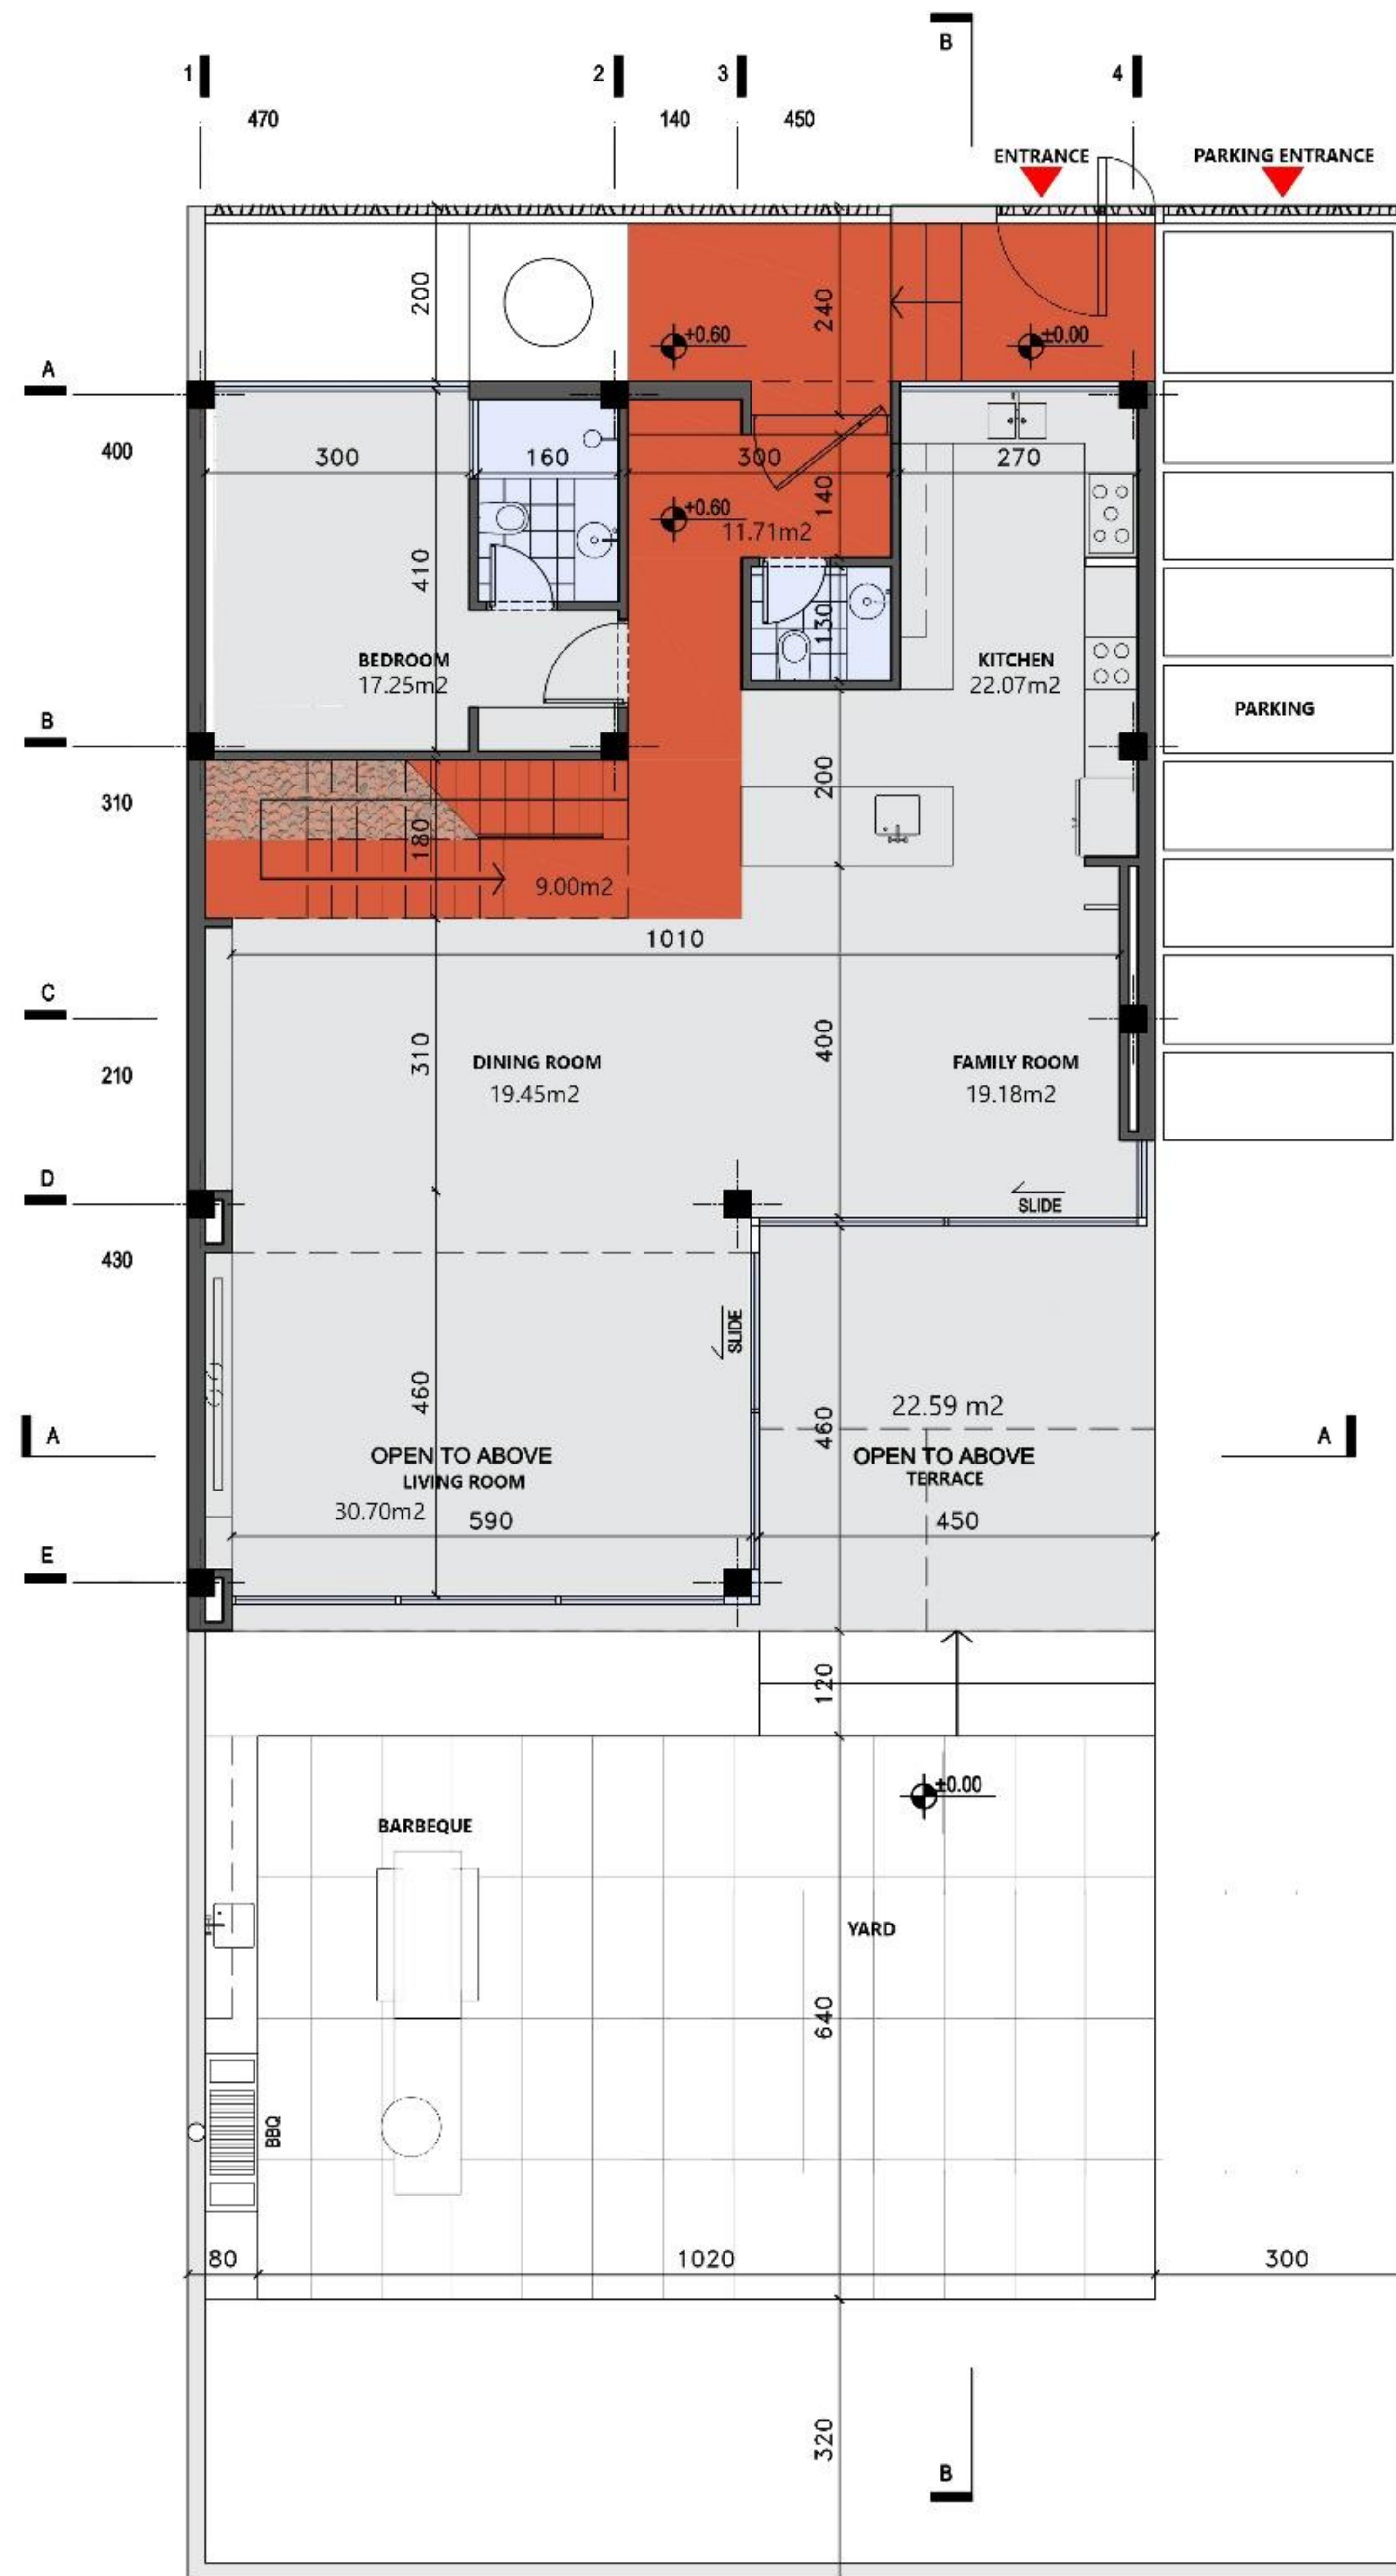 B
1
2
3
4
470
140
450
ENTRANCE
PARKING ENTRANCE
200
240
+0.60
±0.00
A
400
300
160
300
270
+0.60
140
11.71m2
410
130
BEDROOM
17.25m2
KITCHEN
22.07m2
PARKING
B
310
200
180
9.00m2
1010
C
210
310
400
DINING ROOM
19.45m2
FAMILY ROOM
19.18m2
D
SLIDE
430
SLIDE
460
22.59 m2
460
A
A
OPEN TO ABOVE
LIVING ROOM
30.70m2
OPEN TO ABOVE
TERRACE
590
450
E
120
±0.00
BARBEQUE
YARD
640
BBQ
80
1020
300
320
B